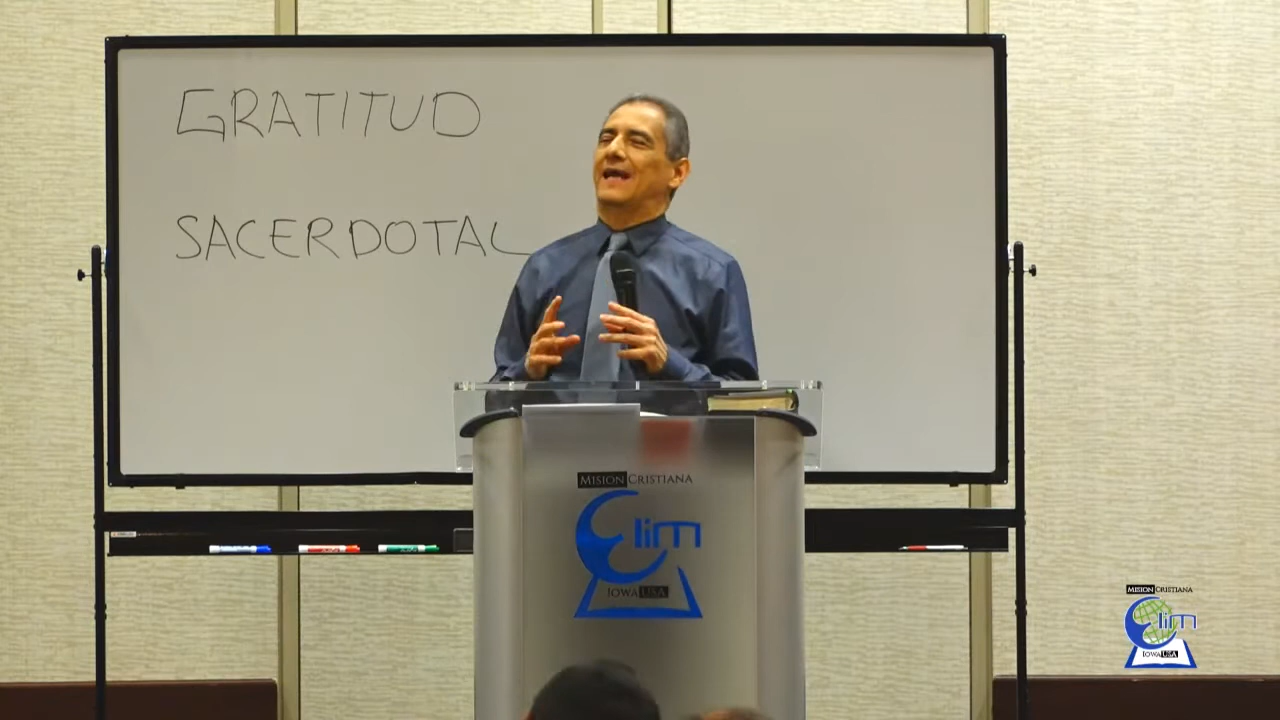 GRATITUD
SACERDOTAL
MISION CRISTIANA
Elim
IOWA USA
MISION CRISTIANA
Elim
IOWA USA